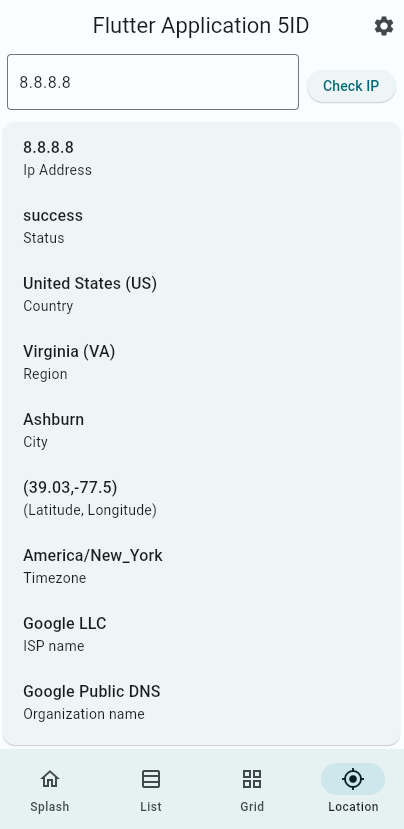 Flutter Application 5ID
8.8.8.8
Check IP
8.8.8.8
Ip Address
success
Status
United States (US)
Country
Virginia (VA)
Region
Ashburn
City
(39.03,-77.5)
(Latitude, Longitude)
America/New_York
Timezone
Google LLC
ISP name
Google Public DNS
Organization name
Splash List Grid Location